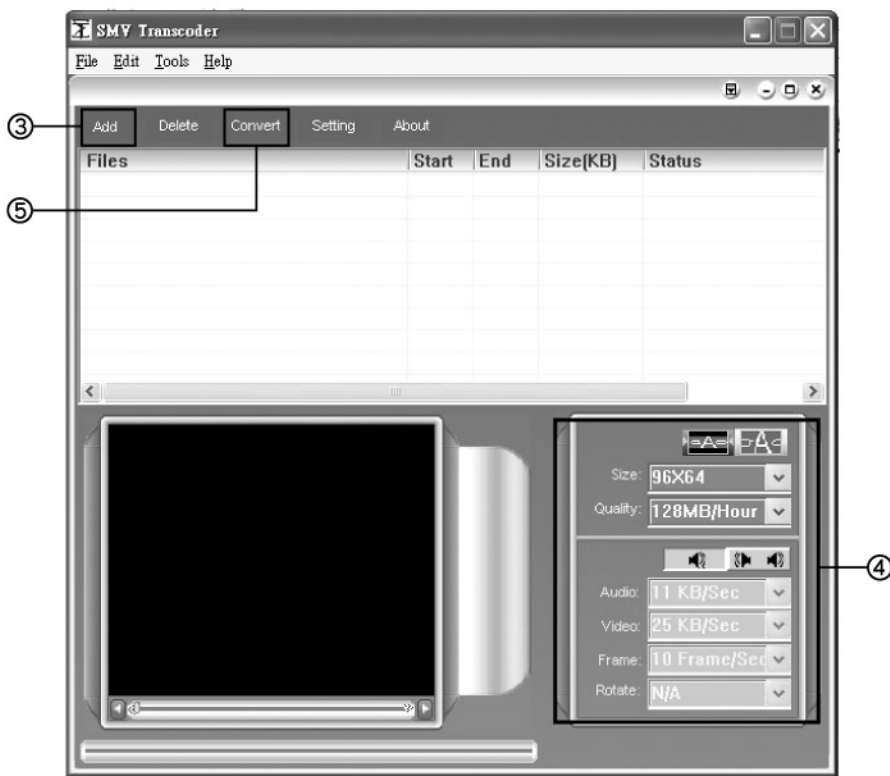 SMV Transcoder
File Edit Tools Help
③ Add Delete Convert Setting About
Files Start End Size(KB) Status
⑤
Size: 96X64
Quality: 128MB/Hour
④
Audio: 11 KB/Sec
Video: 25 KB/Sec
Frame: 10 Frame/Sec
Rotate: N/A